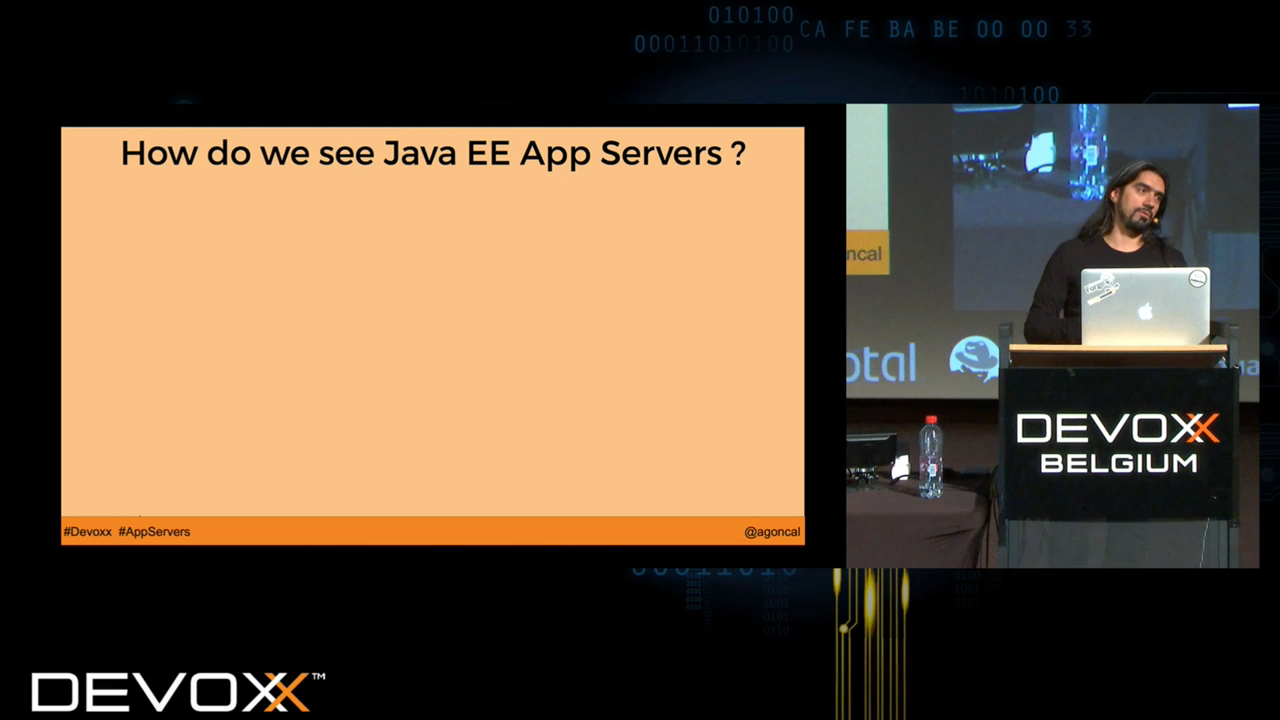 010100
00011010100
CA FE BA BE 00 00 33
1010100
How do we see Java EE App Servers ?
#Devoxx #AppServers
@agoncal
ncal
otal
DEVOXX
BELGIUM
DEVOXX™